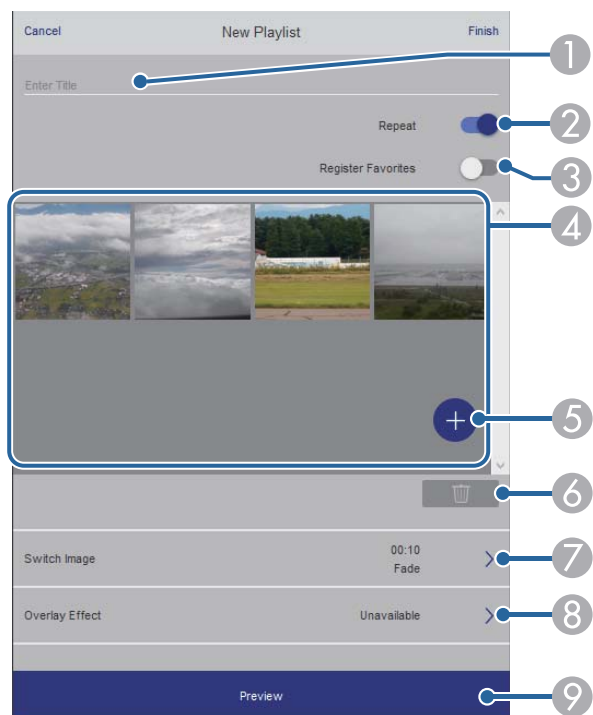 Cancel New Playlist Finish
1
Enter Title
Repeat 2
Register Favorites 3
4
+ 5
6
Switch Image 00:10 7
Fade
Overlay Effect Unavailable 8
Preview 9